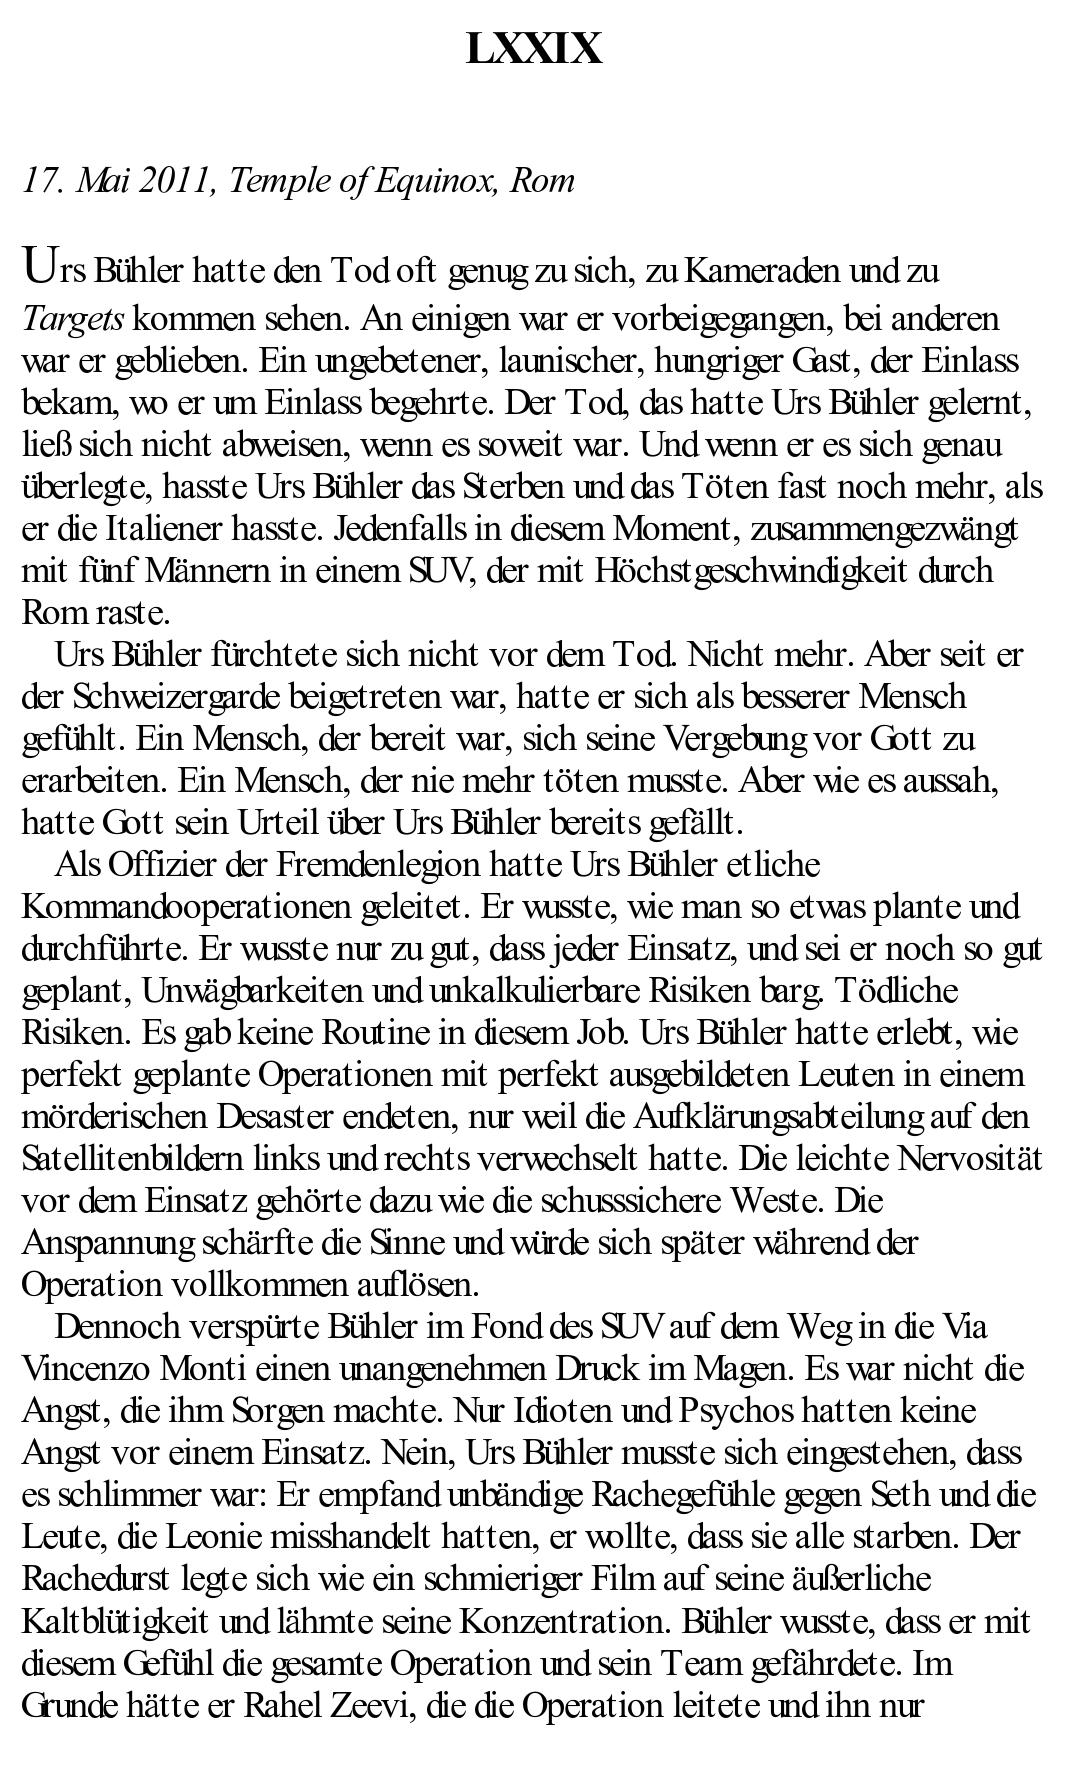 LXXIX
17. Mai 2011, Temple of Equinox, Rom
Urs Bühler hatte den Tod oft genug zu sich, zu Kameraden und zu
Targets kommen sehen. An einigen war er vorbeigegangen, bei anderen
war er geblieben. Ein ungebetener, launischer, hungriger Gast, der Einlass
bekam, wo er um Einlass begehrte. Der Tod, das hatte Urs Bühler gelernt,
ließ sich nicht abweisen, wenn es soweit war. Und wenn er es sich genau
überlegte, hasste Urs Bühler das Sterben und das Töten fast noch mehr, als
er die Italiener hasste. Jedenfalls in diesem Moment, zusammengezwängt
mit fünf Männern in einem SUV, der mit Höchstgeschwindigkeit durch
Rom raste.
Urs Bühler fürchtete sich nicht vor dem Tod. Nicht mehr. Aber seit er
der Schweizergarde beigetreten war, hatte er sich als besserer Mensch
gefühlt. Ein Mensch, der bereit war, sich seine Vergebung vor Gott zu
erarbeiten. Ein Mensch, der nie mehr töten musste. Aber wie es aussah,
hatte Gott sein Urteil über Urs Bühler bereits gefällt.
Als Offizier der Fremdenlegion hatte Urs Bühler etliche
Kommandooperationen geleitet. Er wusste, wie man so etwas plante und
durchführte. Er wusste nur zu gut, dass jeder Einsatz, und sei er noch so gut
geplant, Unwägbarkeiten und unkalkulierbare Risiken barg. Tödliche
Risiken. Es gab keine Routine in diesem Job. Urs Bühler hatte erlebt, wie
perfekt geplante Operationen mit perfekt ausgebildeten Leuten in einem
mörderischen Desaster endeten, nur weil die Aufklärungsabteilung auf den
Satellitenbildern links und rechts verwechselt hatte. Die leichte Nervosität
vor dem Einsatz gehörte dazu wie die schusssichere Weste. Die
Anspannung schärfte die Sinne und würde sich später während der
Operation vollkommen auflösen.
Dennoch verspürte Bühler im Fond des SUV auf dem Weg in die Via
Vincenzo Monti einen unangenehmen Druck im Magen. Es war nicht die
Angst, die ihm Sorgen machte. Nur Idioten und Psychos hatten keine
Angst vor einem Einsatz. Nein, Urs Bühler musste sich eingestehen, dass
es schlimmer war: Er empfand unbändige Rachegefühle gegen Seth und die
Leute, die Leonie misshandelt hatten, er wollte, dass sie alle starben. Der
Rachedurst legte sich wie ein schmieriger Film auf seine äußerliche
Kaltblütigkeit und lähmte seine Konzentration. Bühler wusste, dass er mit
diesem Gefühl die gesamte Operation und sein Team gefährdete. Im
Grunde hätte er Rahel Zeevi, die die Operation leitete und ihn nur